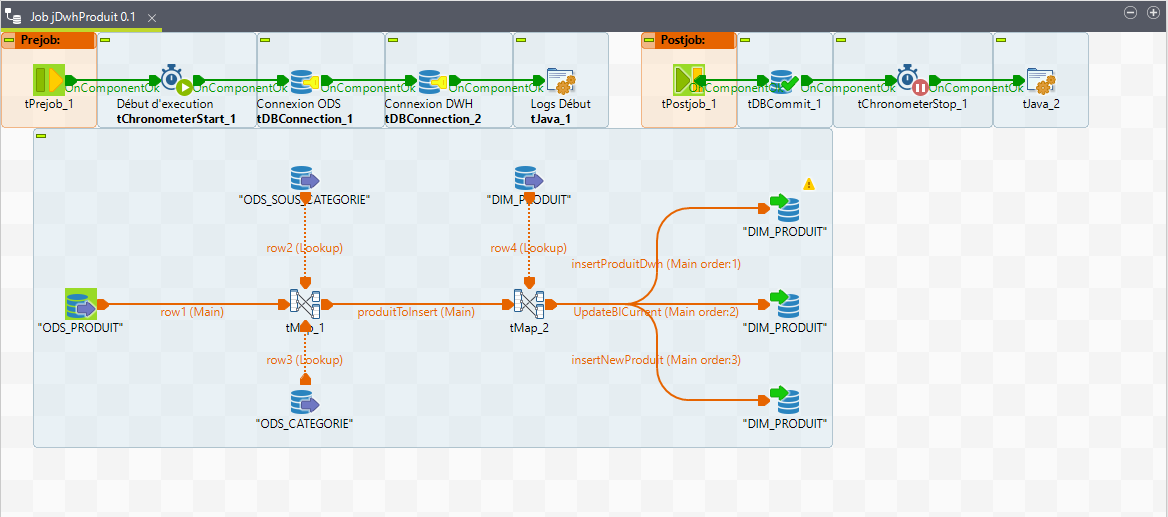 Job jDwhProduit 0.1
Prejob:
Postjob:
OnComponentOk
OnComponentOk
OnComponentOk
OnComponentOk
OnComponentOk
OnComponentOk
OnComponentOk
tPrejob_1
Début d'execution
tChronometerStart_1
Connexion ODS
tDBConnection_1
Connexion DWH
tDBConnection_2
Logs Début
tJava_1
tPostjob_1
tDBCommit_1
tChronometerStop_1
tJava_2
"ODS_SOUS_CATEGORIE"
"DIM_PRODUIT"
"DIM_PRODUIT"
row2 (Lookup)
row4 (Lookup)
insertProduitDwh (Main order:1)
row1 (Main)
produitToInsert (Main)
UpdateBICurrent (Main order:2)
"ODS_PRODUIT"
tMap_1
tMap_2
"DIM_PRODUIT"
row3 (Lookup)
insertNewProduit (Main order:3)
"ODS_CATEGORIE"
"DIM_PRODUIT"